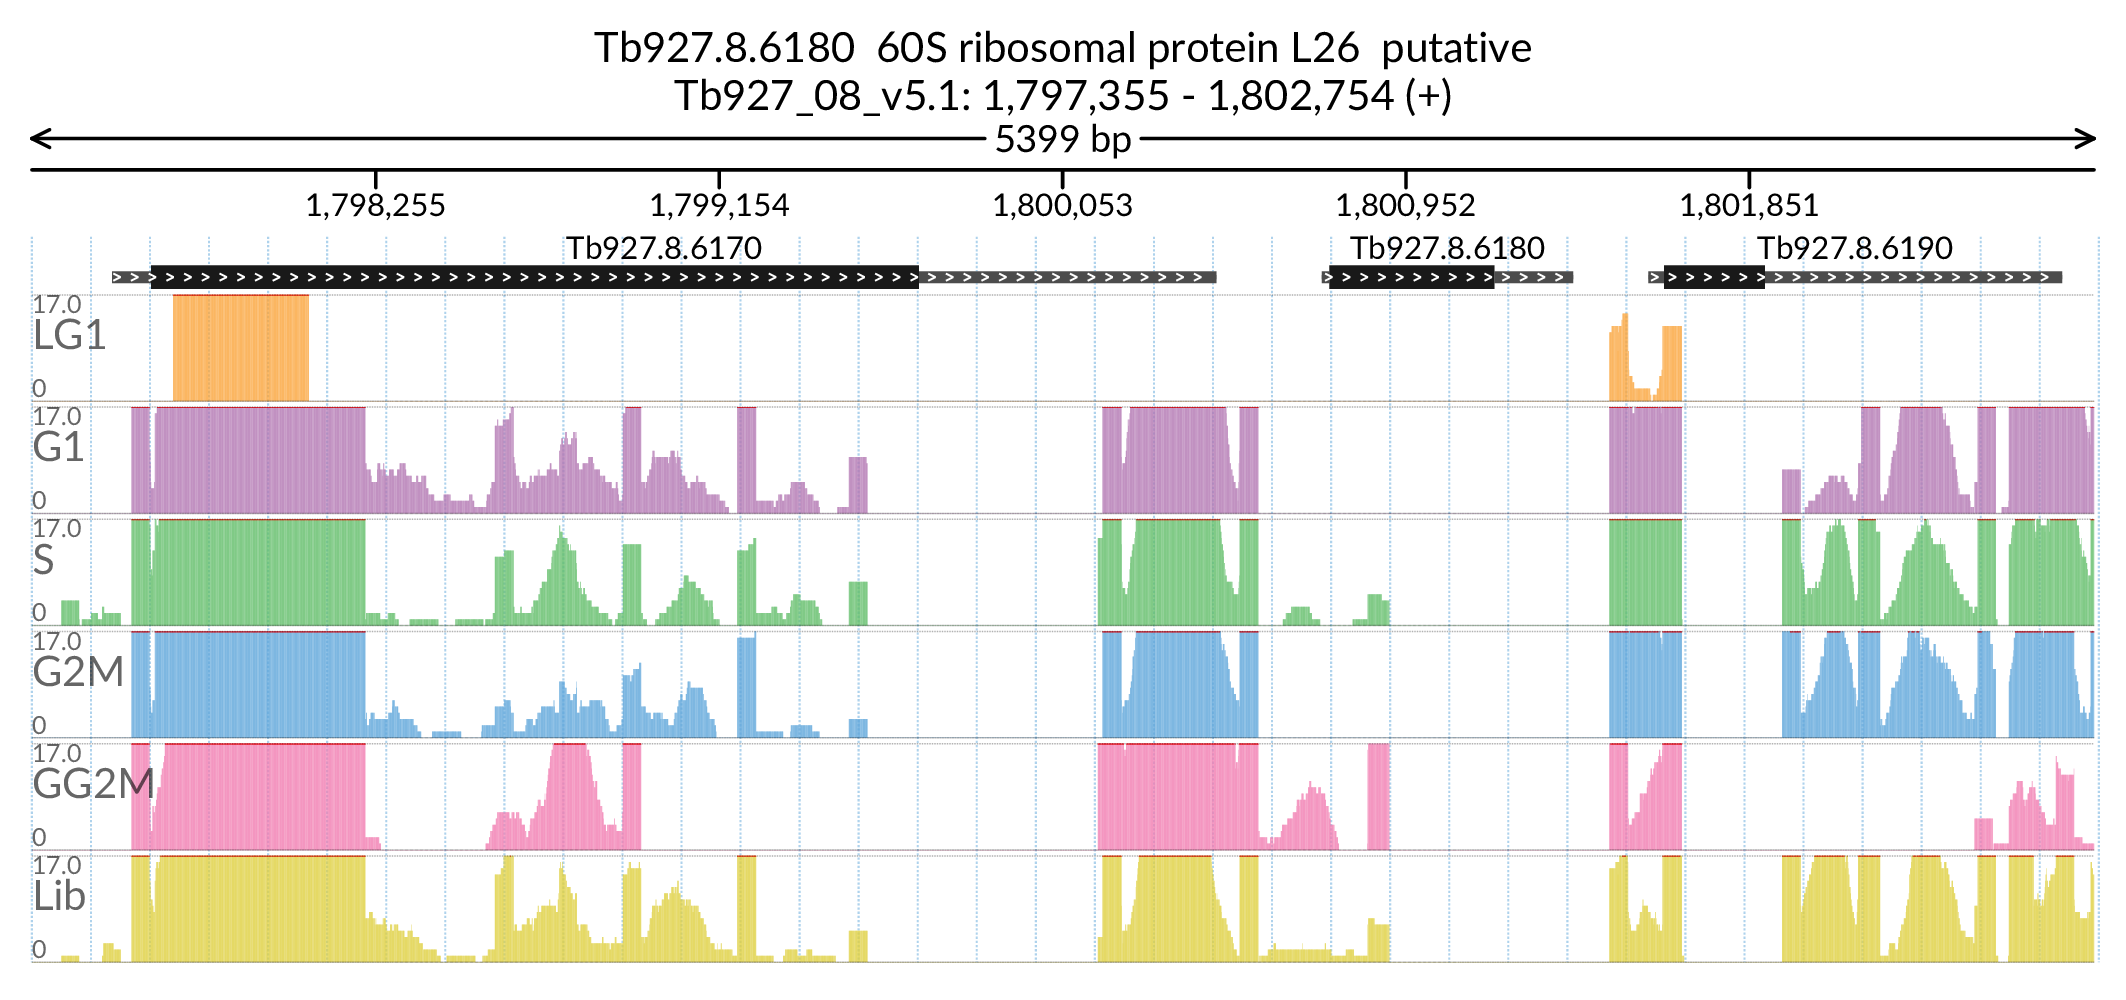 Tb927.8.6180  60S ribosomal protein L26  putative
Tb927_08_v5.1: 1,797,355 - 1,802,754 (+)
5399 bp
1,798,255 1,799,154 1,800,053 1,800,952 1,801,851
Tb927.8.6170 Tb927.8.6180 Tb927.8.6190
17.0
LG1
0
17.0
G1
0
17.0
S
0
17.0
G2M
0
17.0
GG2M
0
17.0
Lib
0